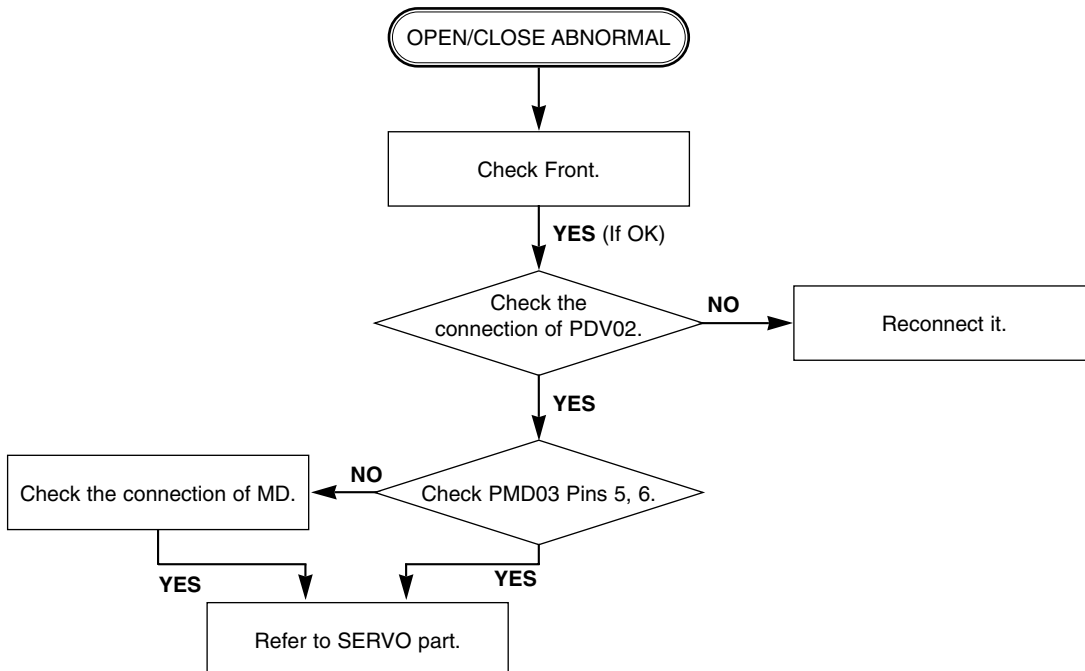 OPEN/CLOSE ABNORMAL
Check Front.
YES (If OK)
Check the
connection of PDV02.
NO
Reconnect it.
YES
Check PMD03 Pins 5, 6.
NO
Check the connection of MD.
YES
YES
Refer to SERVO part.